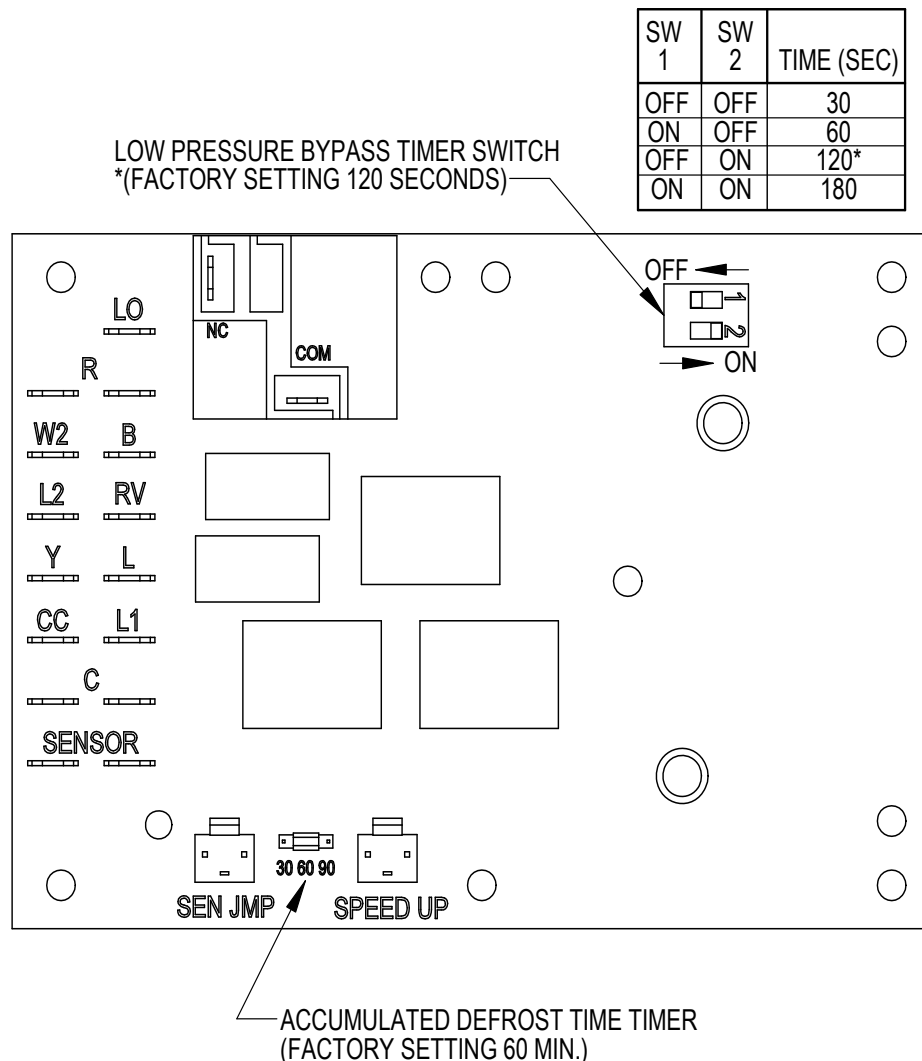 SW 1 SW 2 TIME (SEC)
OFF OFF 30
ON OFF 60
OFF ON 120*
ON ON 180
LOW PRESSURE BYPASS TIMER SWITCH
*(FACTORY SETTING 120 SECONDS)
OFF
1
2
ON
NC
COM
LO
R
W2 B
L2 RV
Y L
CC L1
C
SENSOR
30 60 90
SEN JMP SPEED UP
ACCUMULATED DEFROST TIME TIMER
(FACTORY SETTING 60 MIN.)